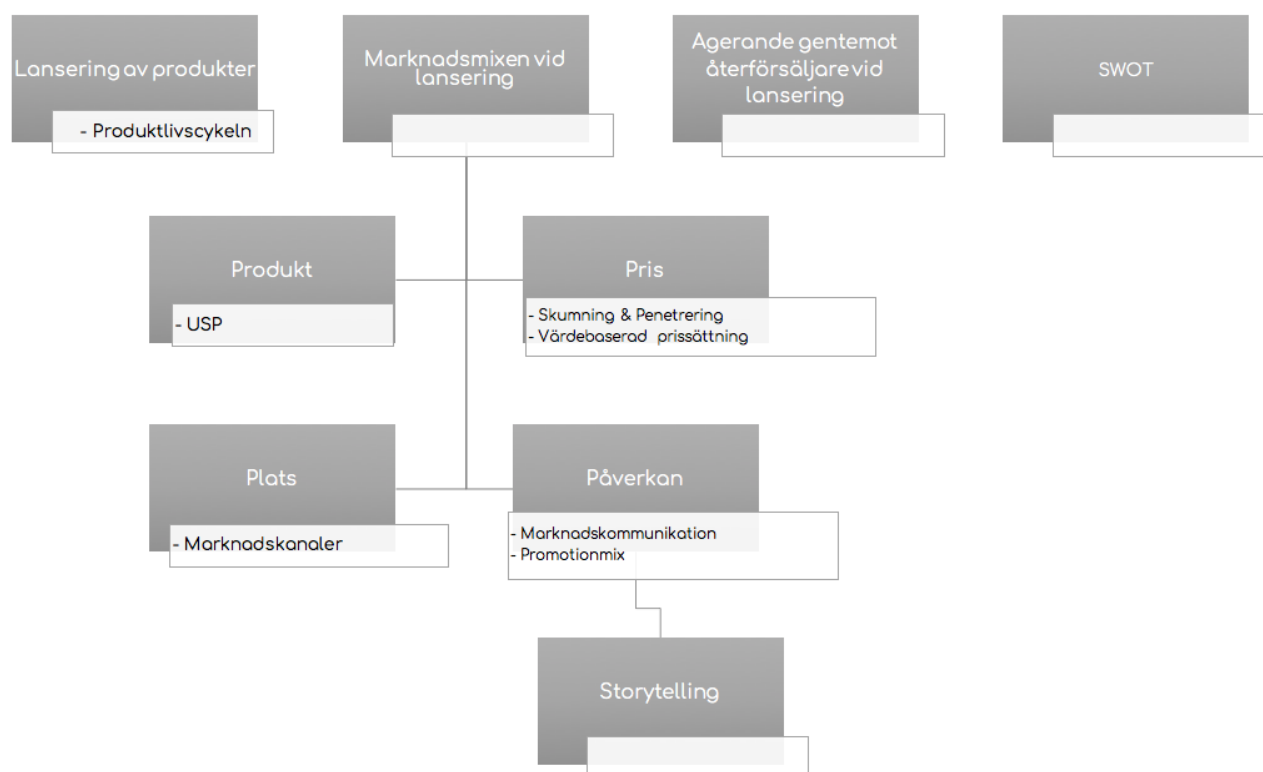 Lansering av produkter
- Produktlivscykeln
Marknadsmixen vid
lansering
Agerande gentemot
återförsäljare vid
lansering
SWOT
Produkt
- USP
Pris
- Skumning & Penetrering
- Värdebaserad prissättning
Plats
- Marknadskanaler
Påverkan
- Marknadskommunikation
- Promotionmix
Storytelling